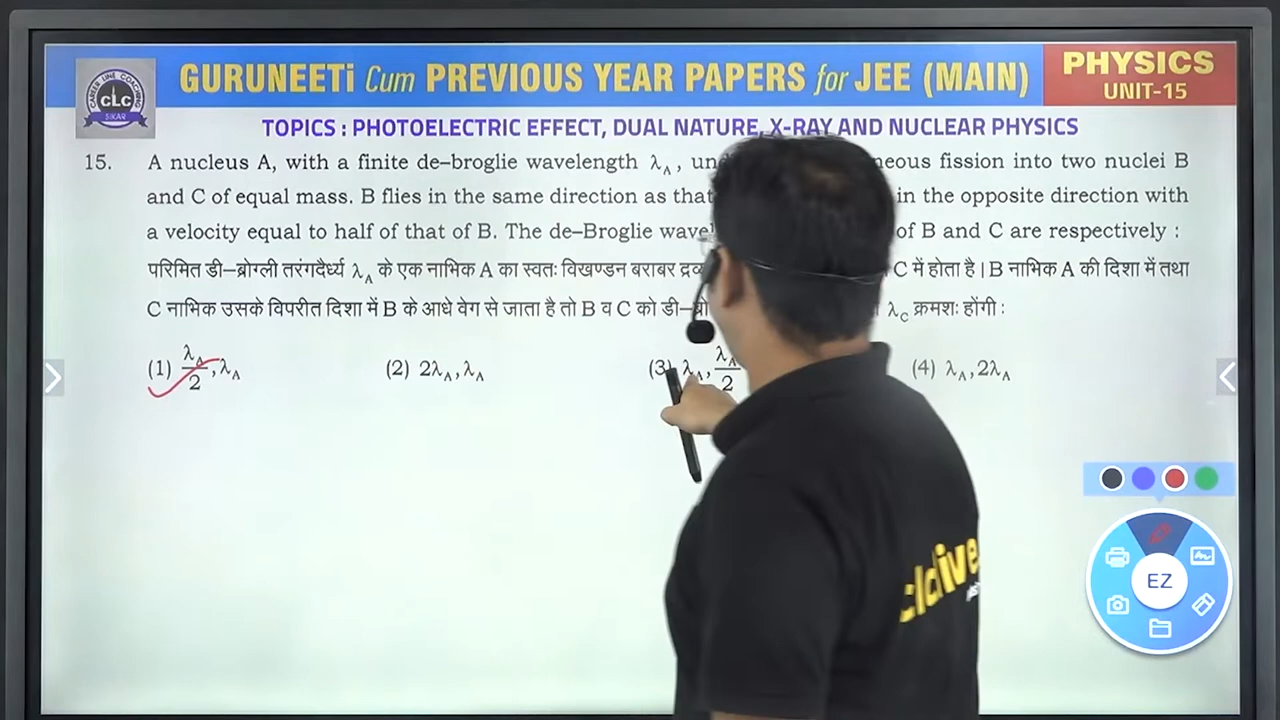 GURUNEETi Cum PREVIOUS YEAR PAPERS for JEE (MAIN)
PHYSICS
UNIT-15
CAREER LINE COACHING
CLC
SIKAR
TOPICS : PHOTOELECTRIC EFFECT, DUAL NATURE, X-RAY AND NUCLEAR PHYSICS
15. A nucleus A, with a finite de–broglie wavelength λA, fission into two nuclei B
and C of equal mass. B flies in the same direction as that in the opposite direction with
a velocity equal to half of that of B. The de–Broglie of B and C are respectively :
परिमित डी–ब्रोग्ली तरंगदैर्ध्य λA के एक नाभिक A का स्वतः विखण्डन बराबर C में होता है। B नाभिक A की दिशा में तथा
C नाभिक उसके विपरीत दिशा में B के आधे वेग से जाता है तो B व C को λC क्रमशः होंगी :
(1) λA/2, λA (2) 2λA, λA (3) λA, λA/2 (4) λA, 2λA
EZ